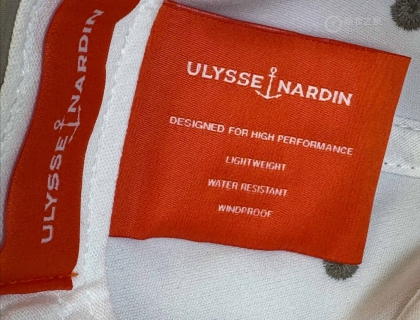 ULYSSE NARDIN
ULYSSE NARDIN
DESIGNED FOR HIGH PERFORMANCE
LIGHTWEIGHT
WATER RESISTANT
WINDPROOF